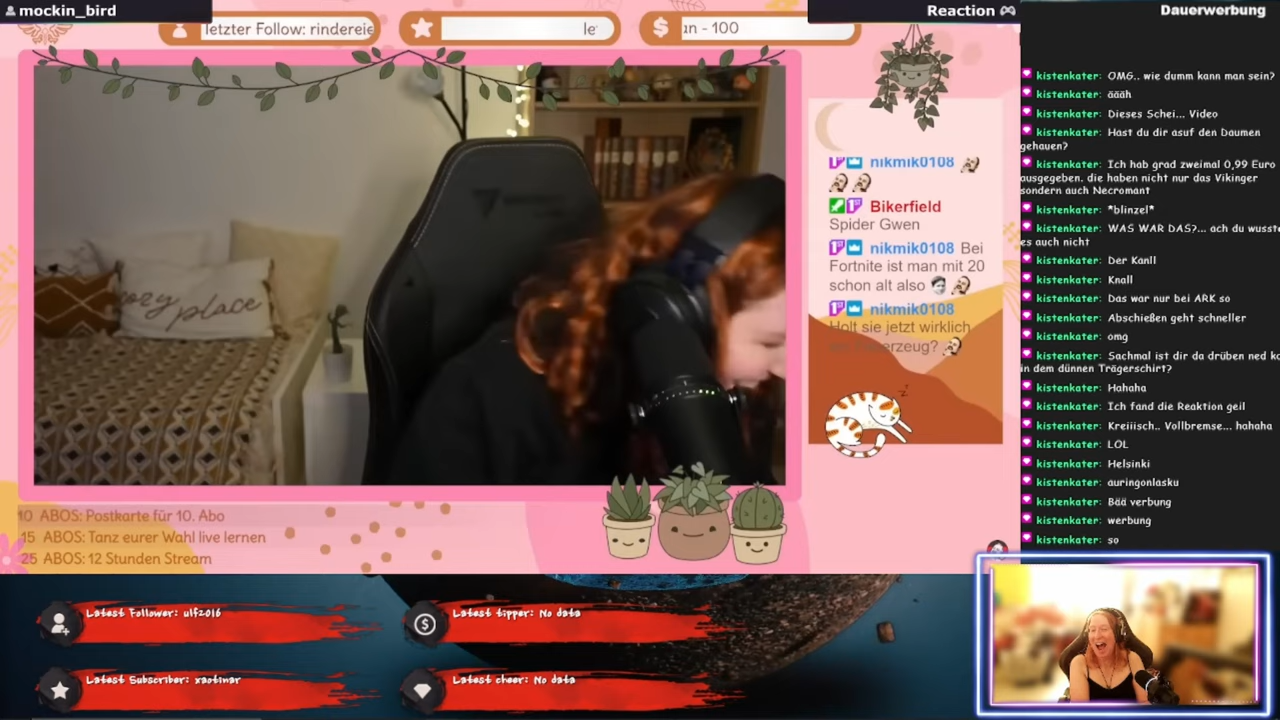 mockin_bird
Reaction
Dauerwerbung
letzter Follow: rindereie
le
un - 100
cozy
place
nikmik0108
Bikerfield
Spider Gwen
nikmik0108 Bei
Fortnite ist man mit 20
schon alt also
nikmik0108
Holt sie jetzt wirklich
erzeug?
10 ABOS: Postkarte für 10. Abo
15 ABOS: Tanz eurer Wahl live lernen
25 ABOS: 12 Stunden Stream
kistenkater: OMG.. wie dumm kann man sein?
kistenkater: äääh
kistenkater: Dieses Schei... Video
kistenkater: Hast du dir asuf den Daumen
gehauen?
kistenkater: Ich hab grad zweimal 0,99 Euro
ausgegeben. die haben nicht nur das Vikinger
sondern auch Necromant
kistenkater: *blinzel*
kistenkater: WAS WAR DAS?... ach du wusste
es auch nicht
kistenkater: Der Kanll
kistenkater: Knall
kistenkater: Das war nur bei ARK so
kistenkater: Abschießen geht schneller
kistenkater: omg
kistenkater: Sachmal ist dir da drüben ned ka
in dem dünnen Trägerschirt?
kistenkater: Hahaha
kistenkater: Ich fand die Reaktion geil
kistenkater: Kreiiisch.. Vollbremse... hahaha
kistenkater: LOL
kistenkater: Helsinki
kistenkater: auringonlasku
kistenkater: Bää verbung
kistenkater: werbung
kistenkater: so
Latest Follower: ulf2016
Latest tipper: No data
Latest Subscriber: xaotinar
Latest cheer: No data